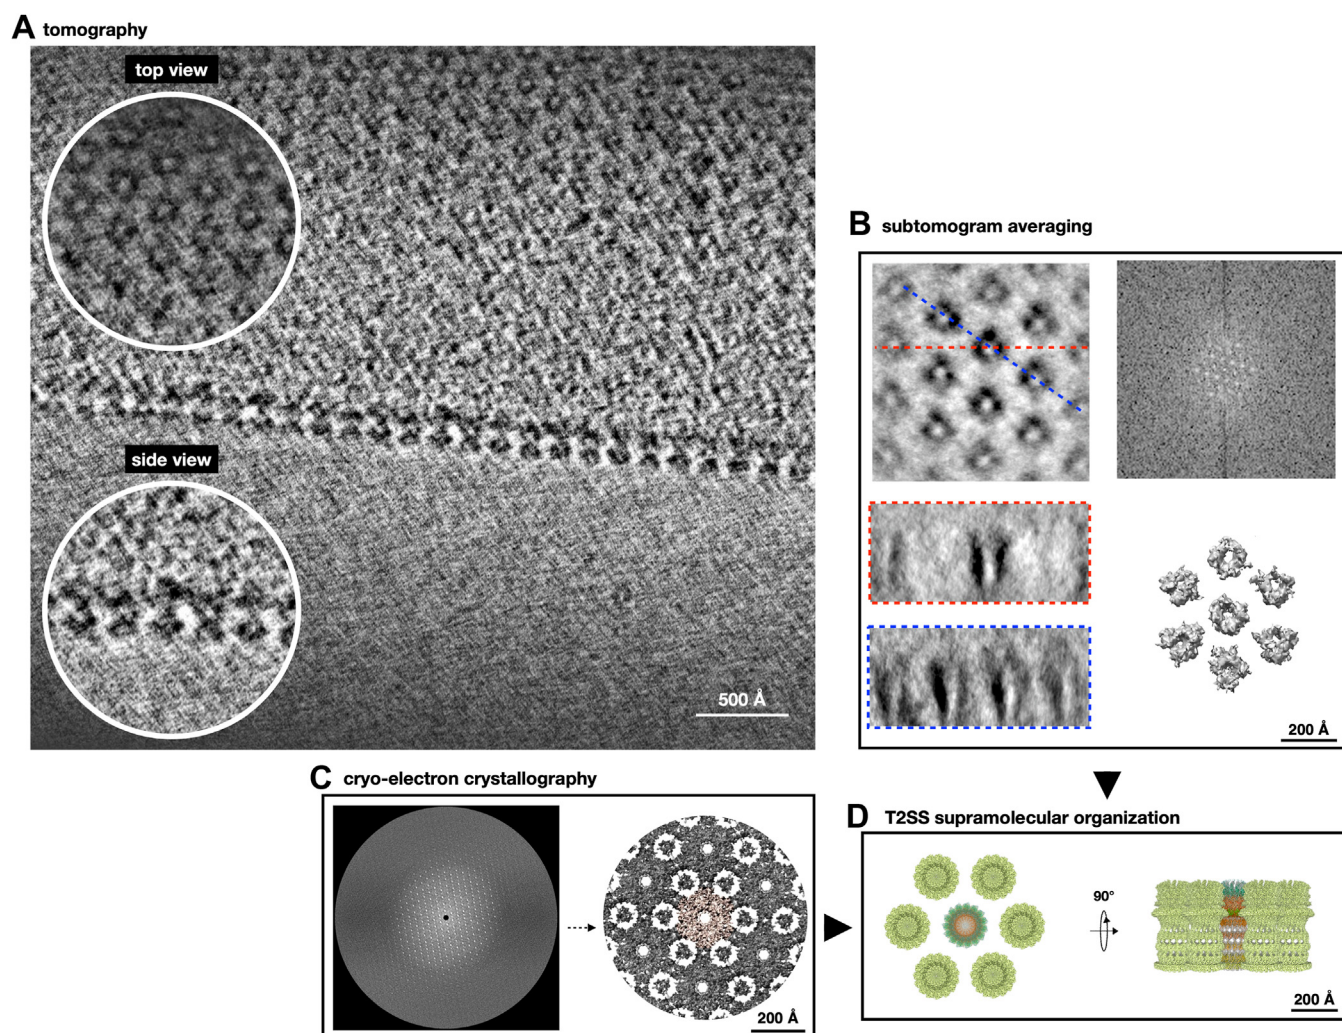 A tomography
top view
side view
500 Å
B subtomogram averaging
200 Å
C cryo-electron crystallography
200 Å
D T2SS supramolecular organization
90°
200 Å